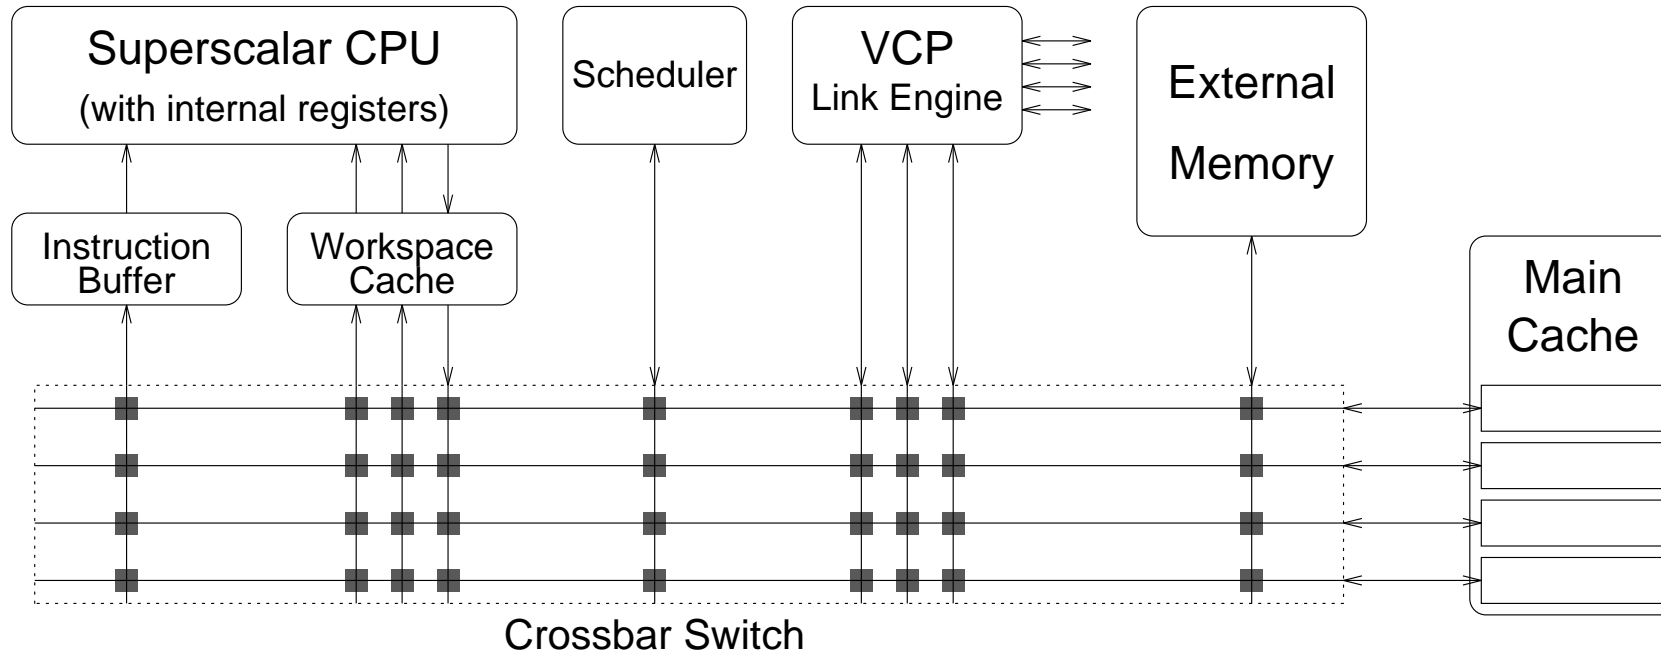 Superscalar CPU
(with internal registers)
Scheduler
VCP
Link Engine
External
Memory
Instruction
Buffer
Workspace
Cache
Main
Cache
Crossbar Switch